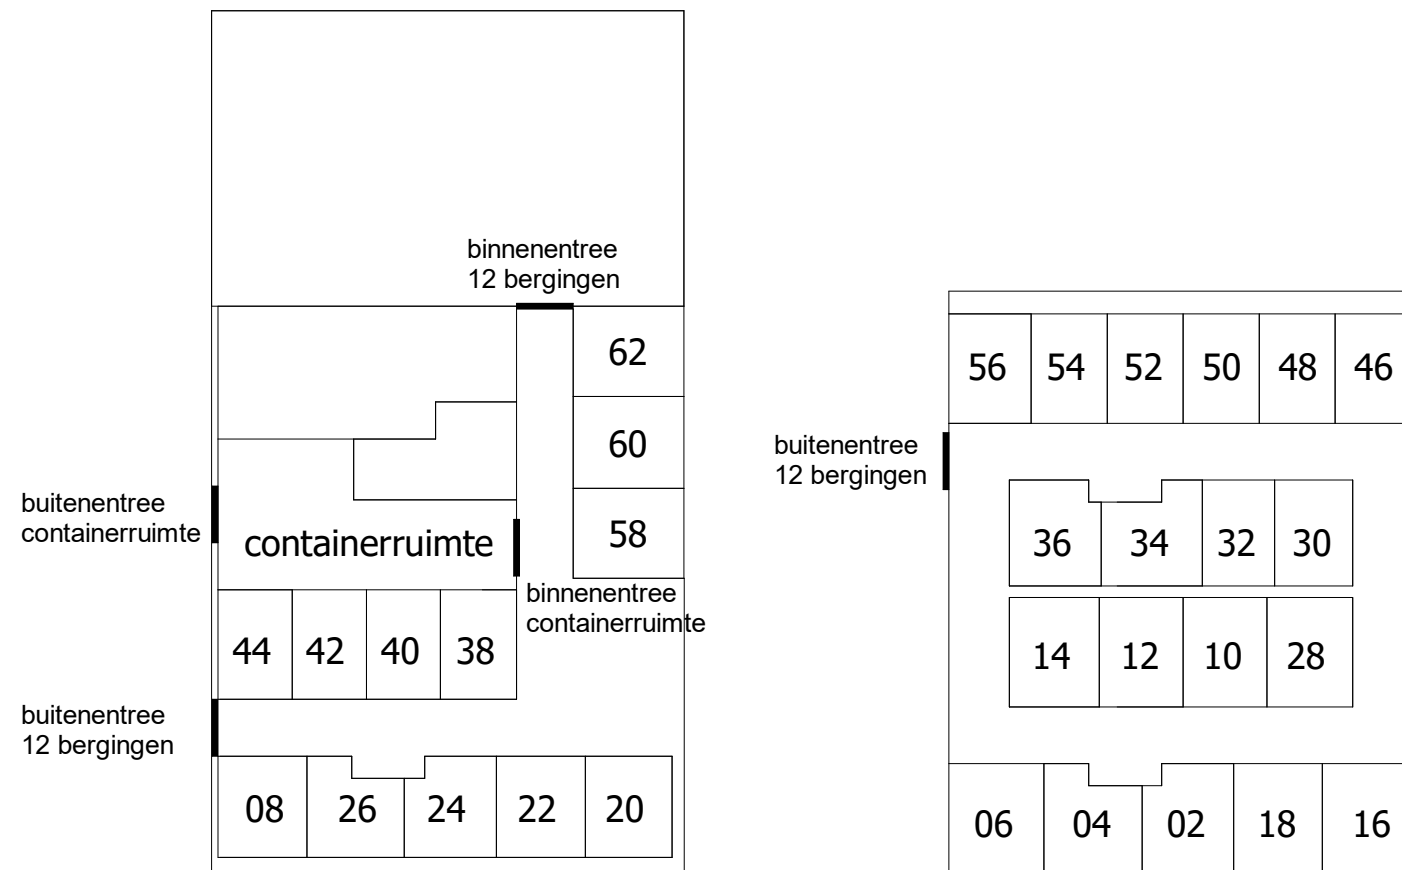 binnenentree
12 bergingen
62
60
58
buitenentree
containerruimte
containerruimte
binnenentree
containerruimte
44 42 40 38
buitenentree
12 bergingen
08 26 24 22 20
56 54 52 50 48 46
buitenentree
12 bergingen
36 34 32 30
14 12 10 28
06 04 02 18 16